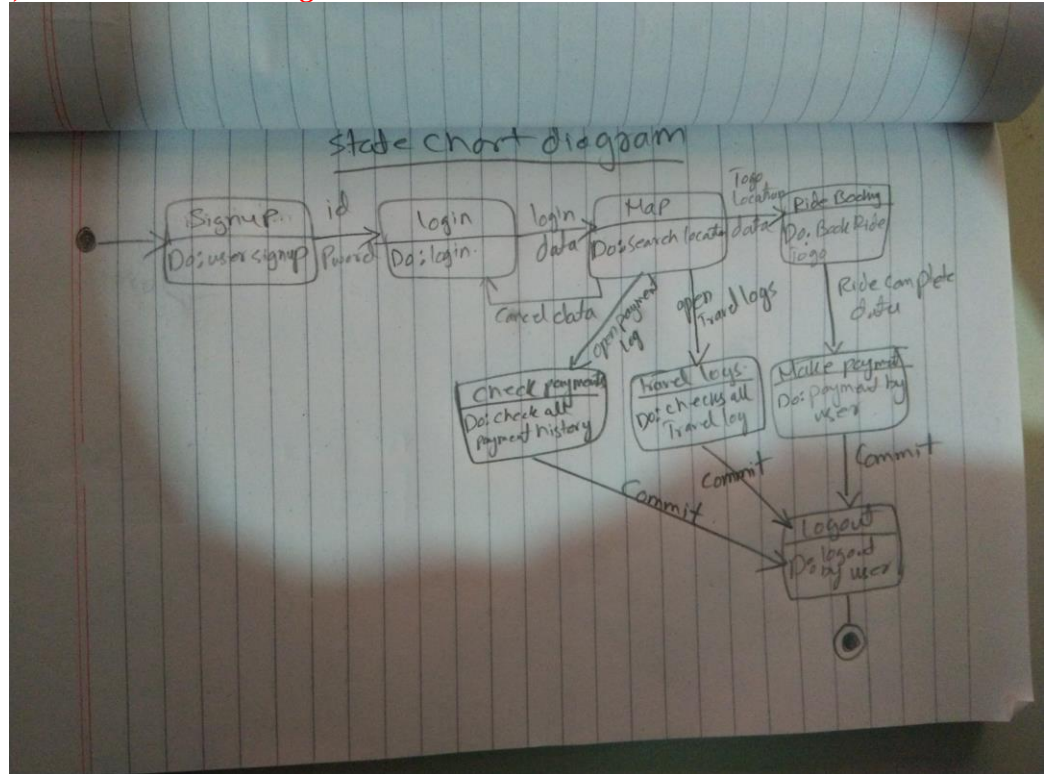 State chart diagram
Signup
Do: user signup
id
Pword
login
Do: login.
login
data
Map
Do: search locatio
Togo
Location
data
Ride Booking
Do: Book Ride
Togo
Cancel data
open payment
log
open
Travel logs
Ride complete
data
Check payments
Do: check all
payment history
Travel logs.
Do: checks all
Travel log
Make payment
Do: payment by
user
Commit
Commit
Commit
Logout
Do: logout
by user